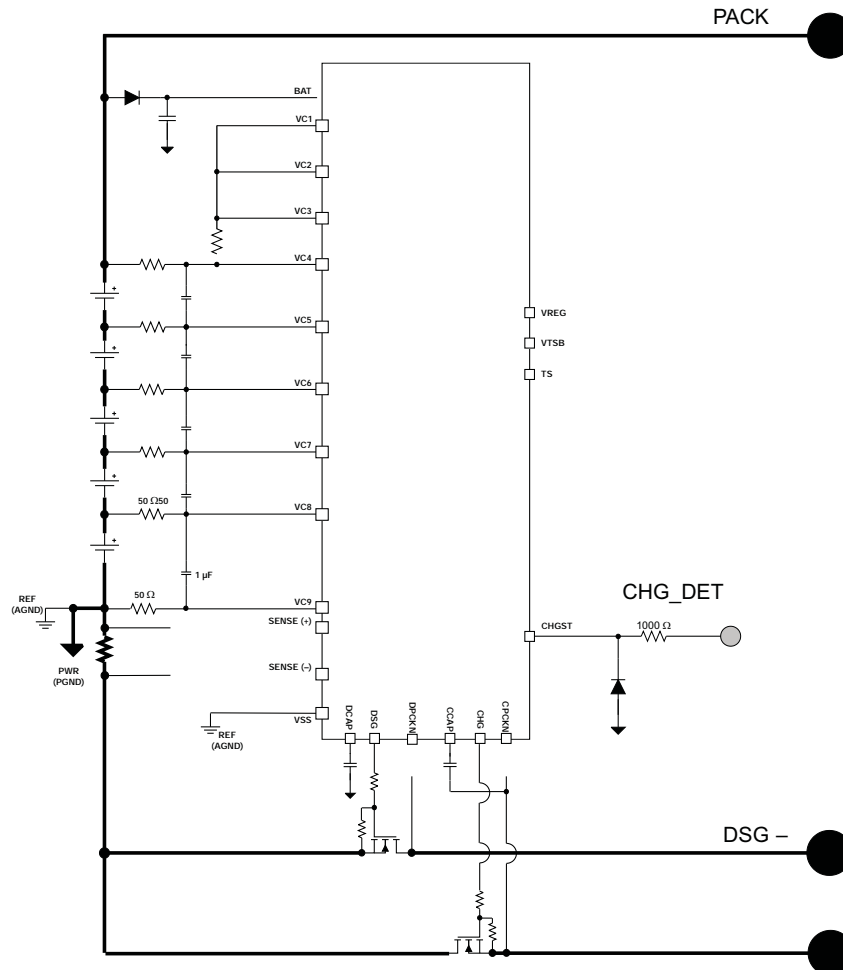 PACK
BAT
VC1
VC2
VC3
VC4
+
VC5
+
VC6
+
VC7
+
50 Ω50
VC8
+
1 µF
50 Ω
VC9
REF
(AGND)
SENSE (+)
PWR
(PGND)
SENSE (–)
REF
(AGND)
VSS
VREG
VTSB
TS
CHG_DET
CHGST
1000 Ω
DCAP
DSG
DPCKN
CCAP
CHG
CPCKN
DSG –